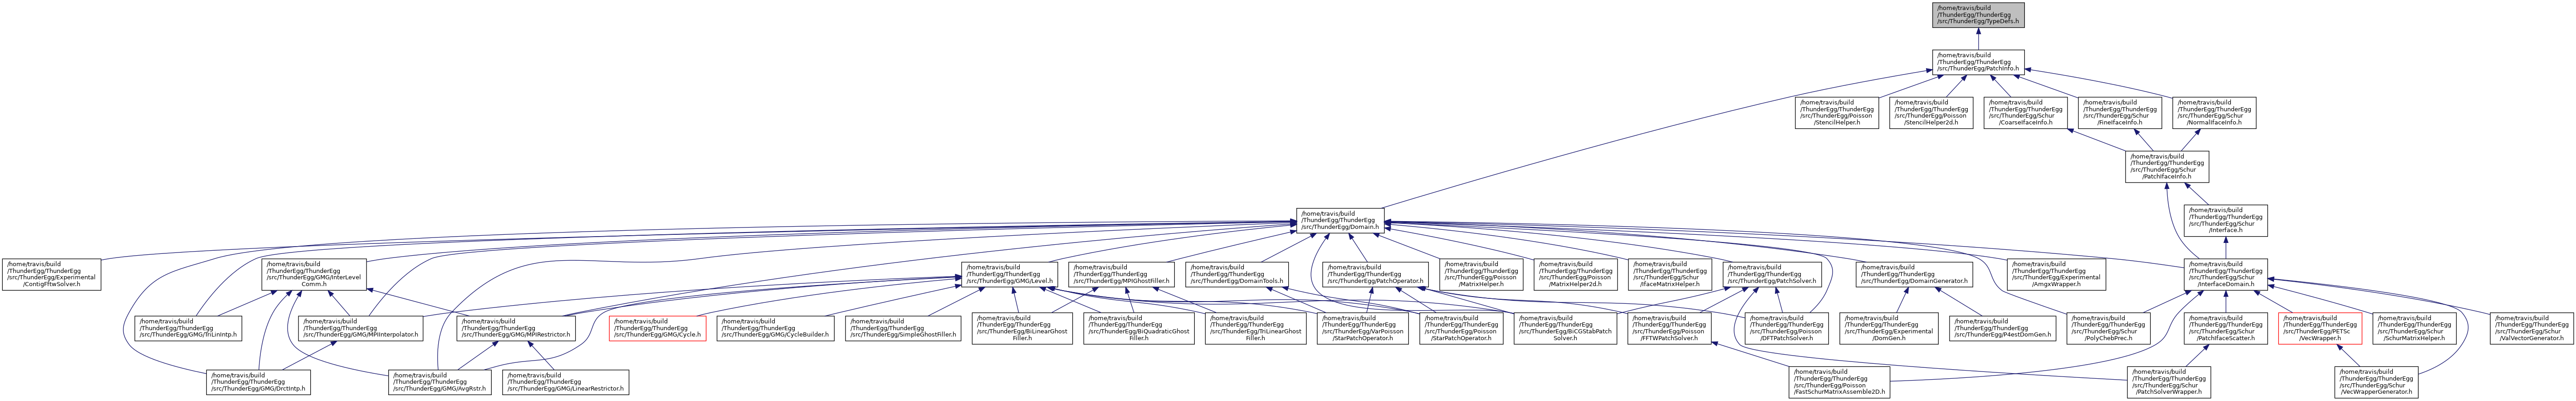 /home/travis/build
/ThunderEgg/ThunderEgg
/src/ThunderEgg/TypeDefs.h
/home/travis/build
/ThunderEgg/ThunderEgg
/src/ThunderEgg/PatchInfo.h
/home/travis/build
/ThunderEgg/ThunderEgg
/src/ThunderEgg/Poisson
/StencilHelper.h
/home/travis/build
/ThunderEgg/ThunderEgg
/src/ThunderEgg/Poisson
/StencilHelper2d.h
/home/travis/build
/ThunderEgg/ThunderEgg
/src/ThunderEgg/Schur
/CoarseIfaceInfo.h
/home/travis/build
/ThunderEgg/ThunderEgg
/src/ThunderEgg/Schur
/FineIfaceInfo.h
/home/travis/build
/ThunderEgg/ThunderEgg
/src/ThunderEgg/Schur
/NormalIfaceInfo.h
/home/travis/build
/ThunderEgg/ThunderEgg
/src/ThunderEgg/Schur
/PatchIfaceInfo.h
/home/travis/build
/ThunderEgg/ThunderEgg
/src/ThunderEgg/Domain.h
/home/travis/build
/ThunderEgg/ThunderEgg
/src/ThunderEgg/Schur
/Interface.h
/home/travis/build
/ThunderEgg/ThunderEgg
/src/ThunderEgg/Experimental
/ContigFftwSolver.h
/home/travis/build
/ThunderEgg/ThunderEgg
/src/ThunderEgg/GMG/InterLevel
Comm.h
/home/travis/build
/ThunderEgg/ThunderEgg
/src/ThunderEgg/GMG/Level.h
/home/travis/build
/ThunderEgg/ThunderEgg
/src/ThunderEgg/MPIGhostFiller.h
/home/travis/build
/ThunderEgg/ThunderEgg
/src/ThunderEgg/DomainTools.h
/home/travis/build
/ThunderEgg/ThunderEgg
/src/ThunderEgg/PatchOperator.h
/home/travis/build
/ThunderEgg/ThunderEgg
/src/ThunderEgg/Poisson
/MatrixHelper.h
/home/travis/build
/ThunderEgg/ThunderEgg
/src/ThunderEgg/Poisson
/MatrixHelper2d.h
/home/travis/build
/ThunderEgg/ThunderEgg
/src/ThunderEgg/Schur
/IfaceMatrixHelper.h
/home/travis/build
/ThunderEgg/ThunderEgg
/src/ThunderEgg/PatchSolver.h
/home/travis/build
/ThunderEgg/ThunderEgg
/src/ThunderEgg/DomainGenerator.h
/home/travis/build
/ThunderEgg/ThunderEgg
/src/ThunderEgg/Experimental
/AmgxWrapper.h
/home/travis/build
/ThunderEgg/ThunderEgg
/src/ThunderEgg/Schur
/InterfaceDomain.h
/home/travis/build
/ThunderEgg/ThunderEgg
/src/ThunderEgg/GMG/TriLinIntp.h
/home/travis/build
/ThunderEgg/ThunderEgg
/src/ThunderEgg/GMG/MPIInterpolator.h
/home/travis/build
/ThunderEgg/ThunderEgg
/src/ThunderEgg/GMG/MPIRestrictor.h
/home/travis/build
/ThunderEgg/ThunderEgg
/src/ThunderEgg/GMG/Cycle.h
/home/travis/build
/ThunderEgg/ThunderEgg
/src/ThunderEgg/GMG/CycleBuilder.h
/home/travis/build
/ThunderEgg/ThunderEgg
/src/ThunderEgg/SimpleGhostFiller.h
/home/travis/build
/ThunderEgg/ThunderEgg
/src/ThunderEgg/BiLinearGhost
Filler.h
/home/travis/build
/ThunderEgg/ThunderEgg
/src/ThunderEgg/BiQuadraticGhost
Filler.h
/home/travis/build
/ThunderEgg/ThunderEgg
/src/ThunderEgg/TriLinearGhost
Filler.h
/home/travis/build
/ThunderEgg/ThunderEgg
/src/ThunderEgg/VarPoisson
/StarPatchOperator.h
/home/travis/build
/ThunderEgg/ThunderEgg
/src/ThunderEgg/Poisson
/StarPatchOperator.h
/home/travis/build
/ThunderEgg/ThunderEgg
/src/ThunderEgg/BiCGStabPatch
Solver.h
/home/travis/build
/ThunderEgg/ThunderEgg
/src/ThunderEgg/Poisson
/FFTWPatchSolver.h
/home/travis/build
/ThunderEgg/ThunderEgg
/src/ThunderEgg/Poisson
/DFTPatchSolver.h
/home/travis/build
/ThunderEgg/ThunderEgg
/src/ThunderEgg/Experimental
/DomGen.h
/home/travis/build
/ThunderEgg/ThunderEgg
/src/ThunderEgg/P4estDomGen.h
/home/travis/build
/ThunderEgg/ThunderEgg
/src/ThunderEgg/Schur
/PolyChebPrec.h
/home/travis/build
/ThunderEgg/ThunderEgg
/src/ThunderEgg/Schur
/PatchIfaceScatter.h
/home/travis/build
/ThunderEgg/ThunderEgg
/src/ThunderEgg/PETSc
/VecWrapper.h
/home/travis/build
/ThunderEgg/ThunderEgg
/src/ThunderEgg/Schur
/SchurMatrixHelper.h
/home/travis/build
/ThunderEgg/ThunderEgg
/src/ThunderEgg/Schur
/ValVectorGenerator.h
/home/travis/build
/ThunderEgg/ThunderEgg
/src/ThunderEgg/GMG/DrctIntp.h
/home/travis/build
/ThunderEgg/ThunderEgg
/src/ThunderEgg/GMG/AvgRstr.h
/home/travis/build
/ThunderEgg/ThunderEgg
/src/ThunderEgg/GMG/LinearRestrictor.h
/home/travis/build
/ThunderEgg/ThunderEgg
/src/ThunderEgg/Poisson
/FastSchurMatrixAssemble2D.h
/home/travis/build
/ThunderEgg/ThunderEgg
/src/ThunderEgg/Schur
/PatchSolverWrapper.h
/home/travis/build
/ThunderEgg/ThunderEgg
/src/ThunderEgg/Schur
/VecWrapperGenerator.h